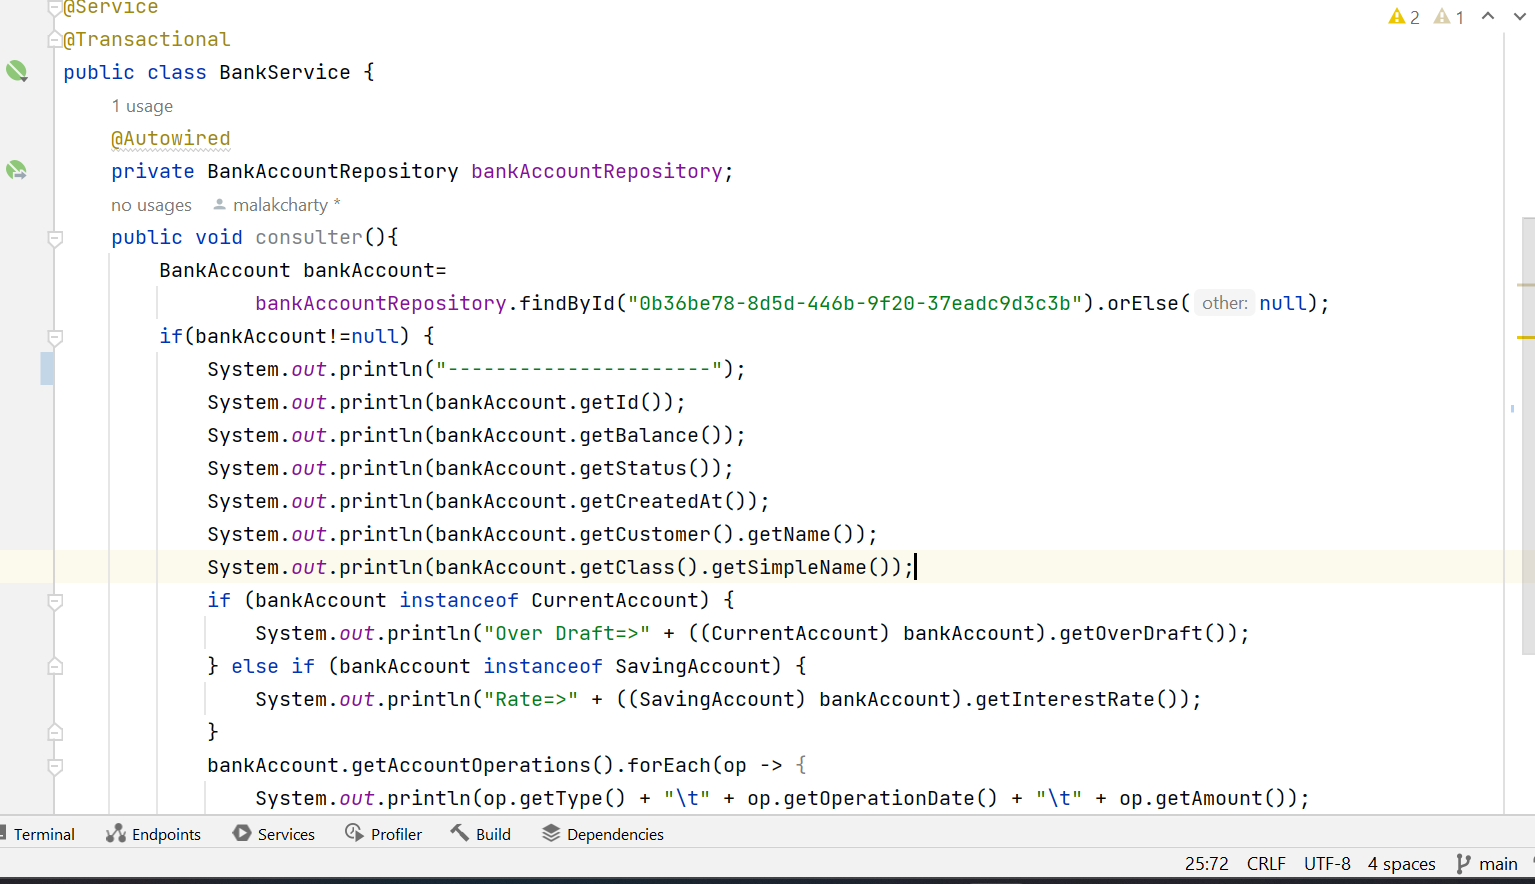 @Service
2 1
@Transactional
public class BankService {
1 usage
@Autowired
private BankAccountRepository bankAccountRepository;
no usages malakcharty *
public void consulter(){
BankAccount bankAccount=
bankAccountRepository.findById("0b36be78-8d5d-446b-9f20-37eadc9d3c3b").orElse( other: null);
if(bankAccount!=null) {
System.out.println("----------------------");
System.out.println(bankAccount.getId());
System.out.println(bankAccount.getBalance());
System.out.println(bankAccount.getStatus());
System.out.println(bankAccount.getCreatedAt());
System.out.println(bankAccount.getCustomer().getName());
System.out.println(bankAccount.getClass().getSimpleName());
if (bankAccount instanceof CurrentAccount) {
System.out.println("Over Draft=>" + ((CurrentAccount) bankAccount).getOverDraft());
} else if (bankAccount instanceof SavingAccount) {
System.out.println("Rate=>" + ((SavingAccount) bankAccount).getInterestRate());
}
bankAccount.getAccountOperations().forEach(op -> {
System.out.println(op.getType() + "\t" + op.getOperationDate() + "\t" + op.getAmount());
Terminal Endpoints Services Profiler Build Dependencies
25:72 CRLF UTF-8 4 spaces main